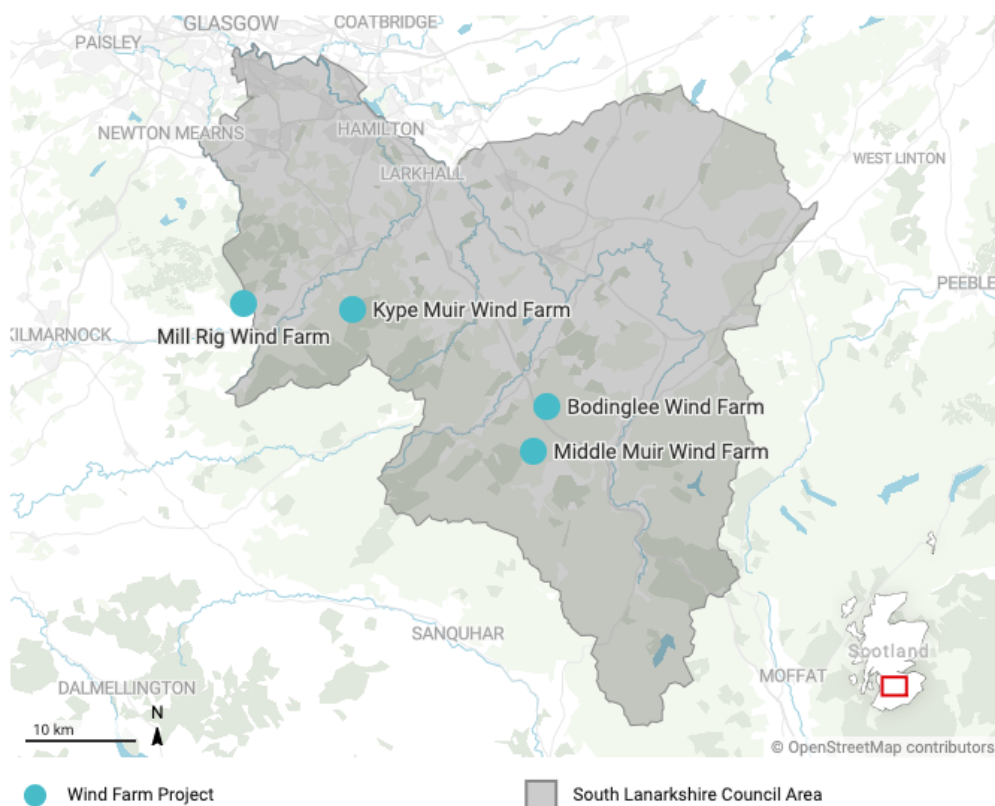 GLASGOW
COATBRIDGE
PAISLEY
NEWTON MEARNS
HAMILTON
LARKHALL
WEST LINTON
PEEBLE
KILMARNOCK
Kype Muir Wind Farm
Mill Rig Wind Farm
Bodinglee Wind Farm
Middle Muir Wind Farm
SANQUHAR
Scotland
MOFFAT
DALMELLINGTON
N
10 km
© OpenStreetMap contributors
Wind Farm Project
South Lanarkshire Council Area